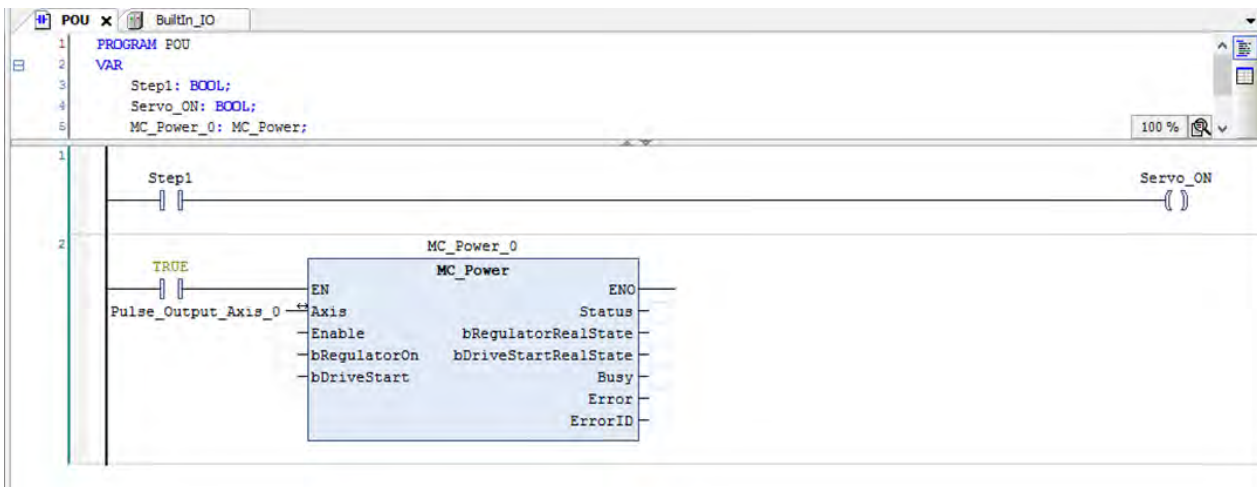 POU BuiltIn_IO
1 PROGRAM POU
2 VAR
3 Step1: BOOL;
4 Servo_ON: BOOL;
5 MC_Power_0: MC_Power;
100 %
1
Step1 Servo_ON
2 MC_Power_0
TRUE MC_Power
EN ENO
Pulse_Output_Axis_0 Axis Status
Enable bRegulatorRealState
bRegulatorOn bDriveStartRealState
bDriveStart Busy
Error
ErrorID